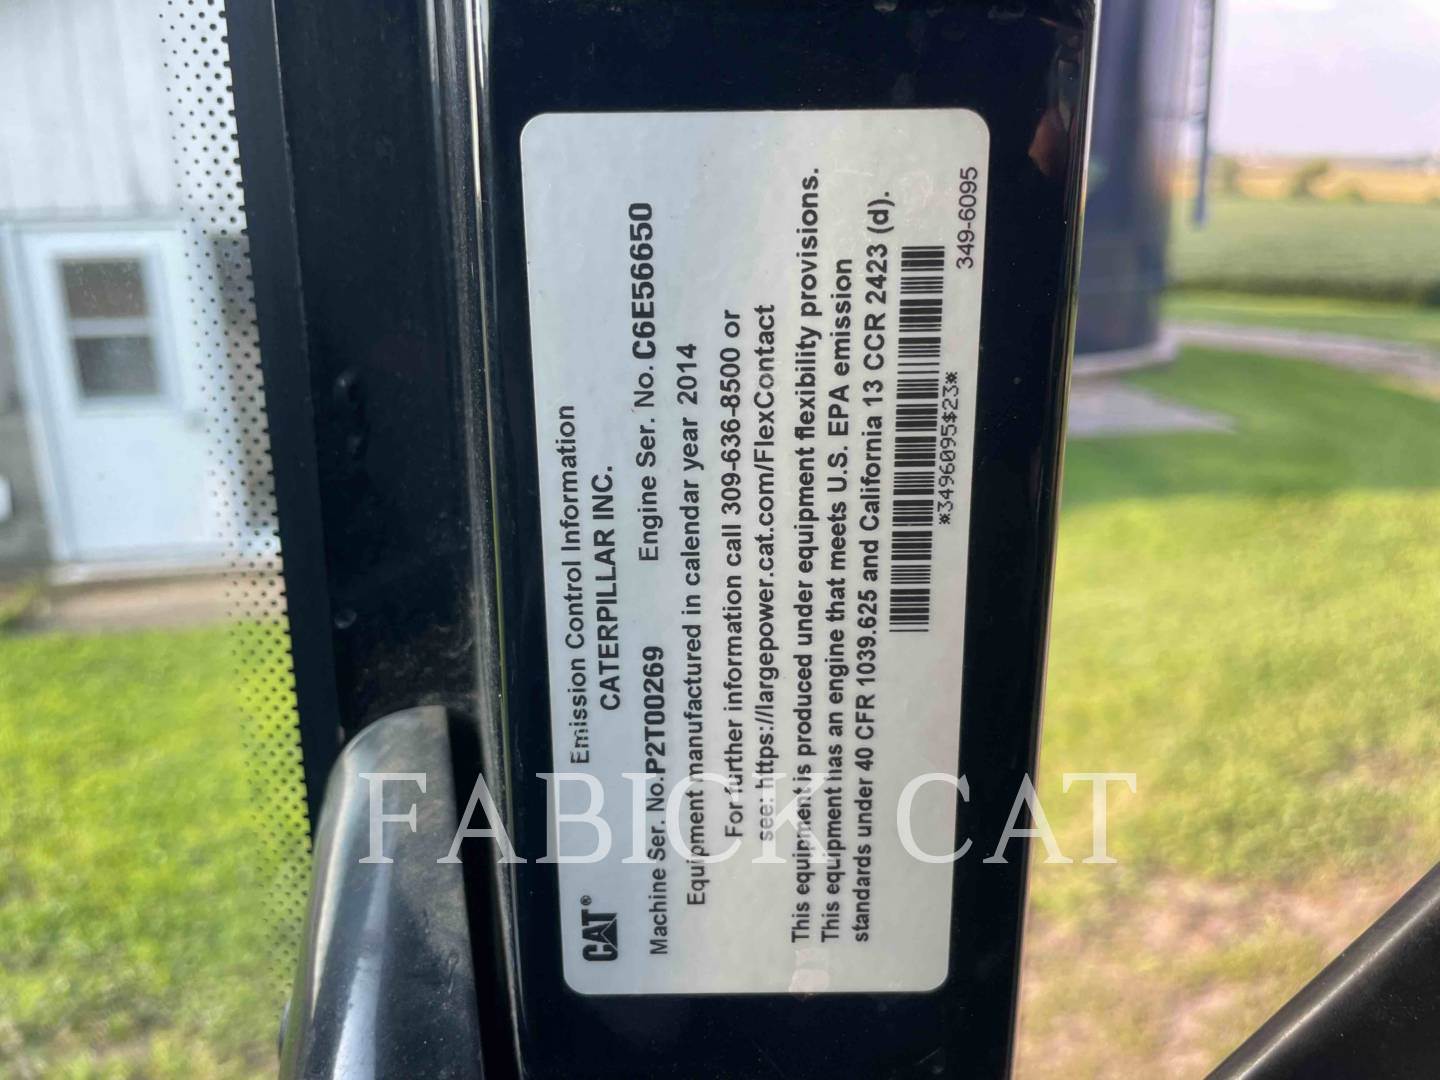 Emission Control Information
CATERPILLAR INC.
CAT®
Machine Ser. No. P2T00269 Engine Ser. No. C6E56650
Equipment manufactured in calendar year 2014
For further information call 309-636-8500 or
see: https://largepower.cat.com/FlexContact
This equipment is produced under equipment flexibility provisions.
This equipment has an engine that meets U.S. EPA emission
standards under 40 CFR 1039.625 and California 13 CCR 2423 (d).
*3496095$23*
349-6095
FABICK CAT